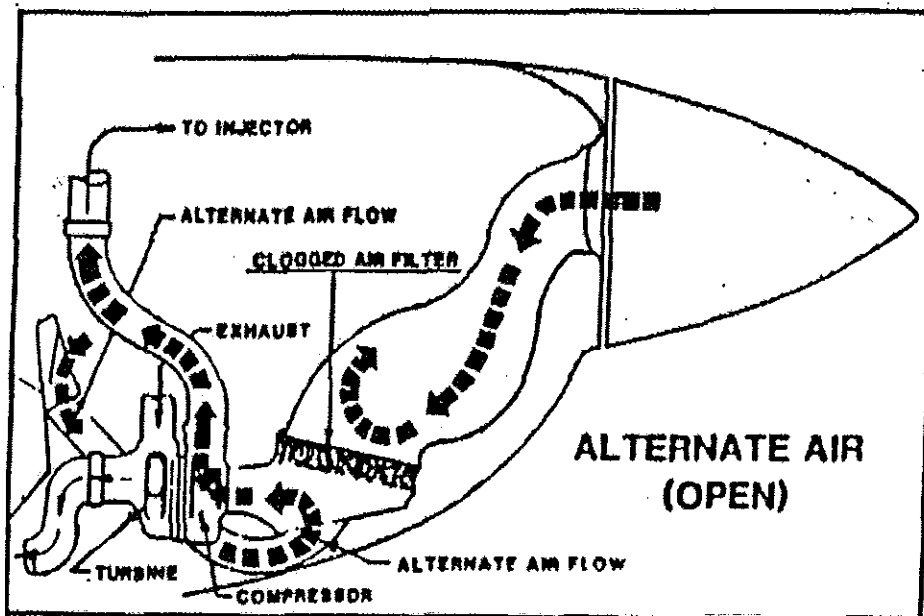 TO INJECTOR
ALTERNATE AIR FLOW
CLOGGED AIR FILTER
EXHAUST
ALTERNATE AIR
(OPEN)
ALTERNATE AIR FLOW
TURBINE
COMPRESSOR